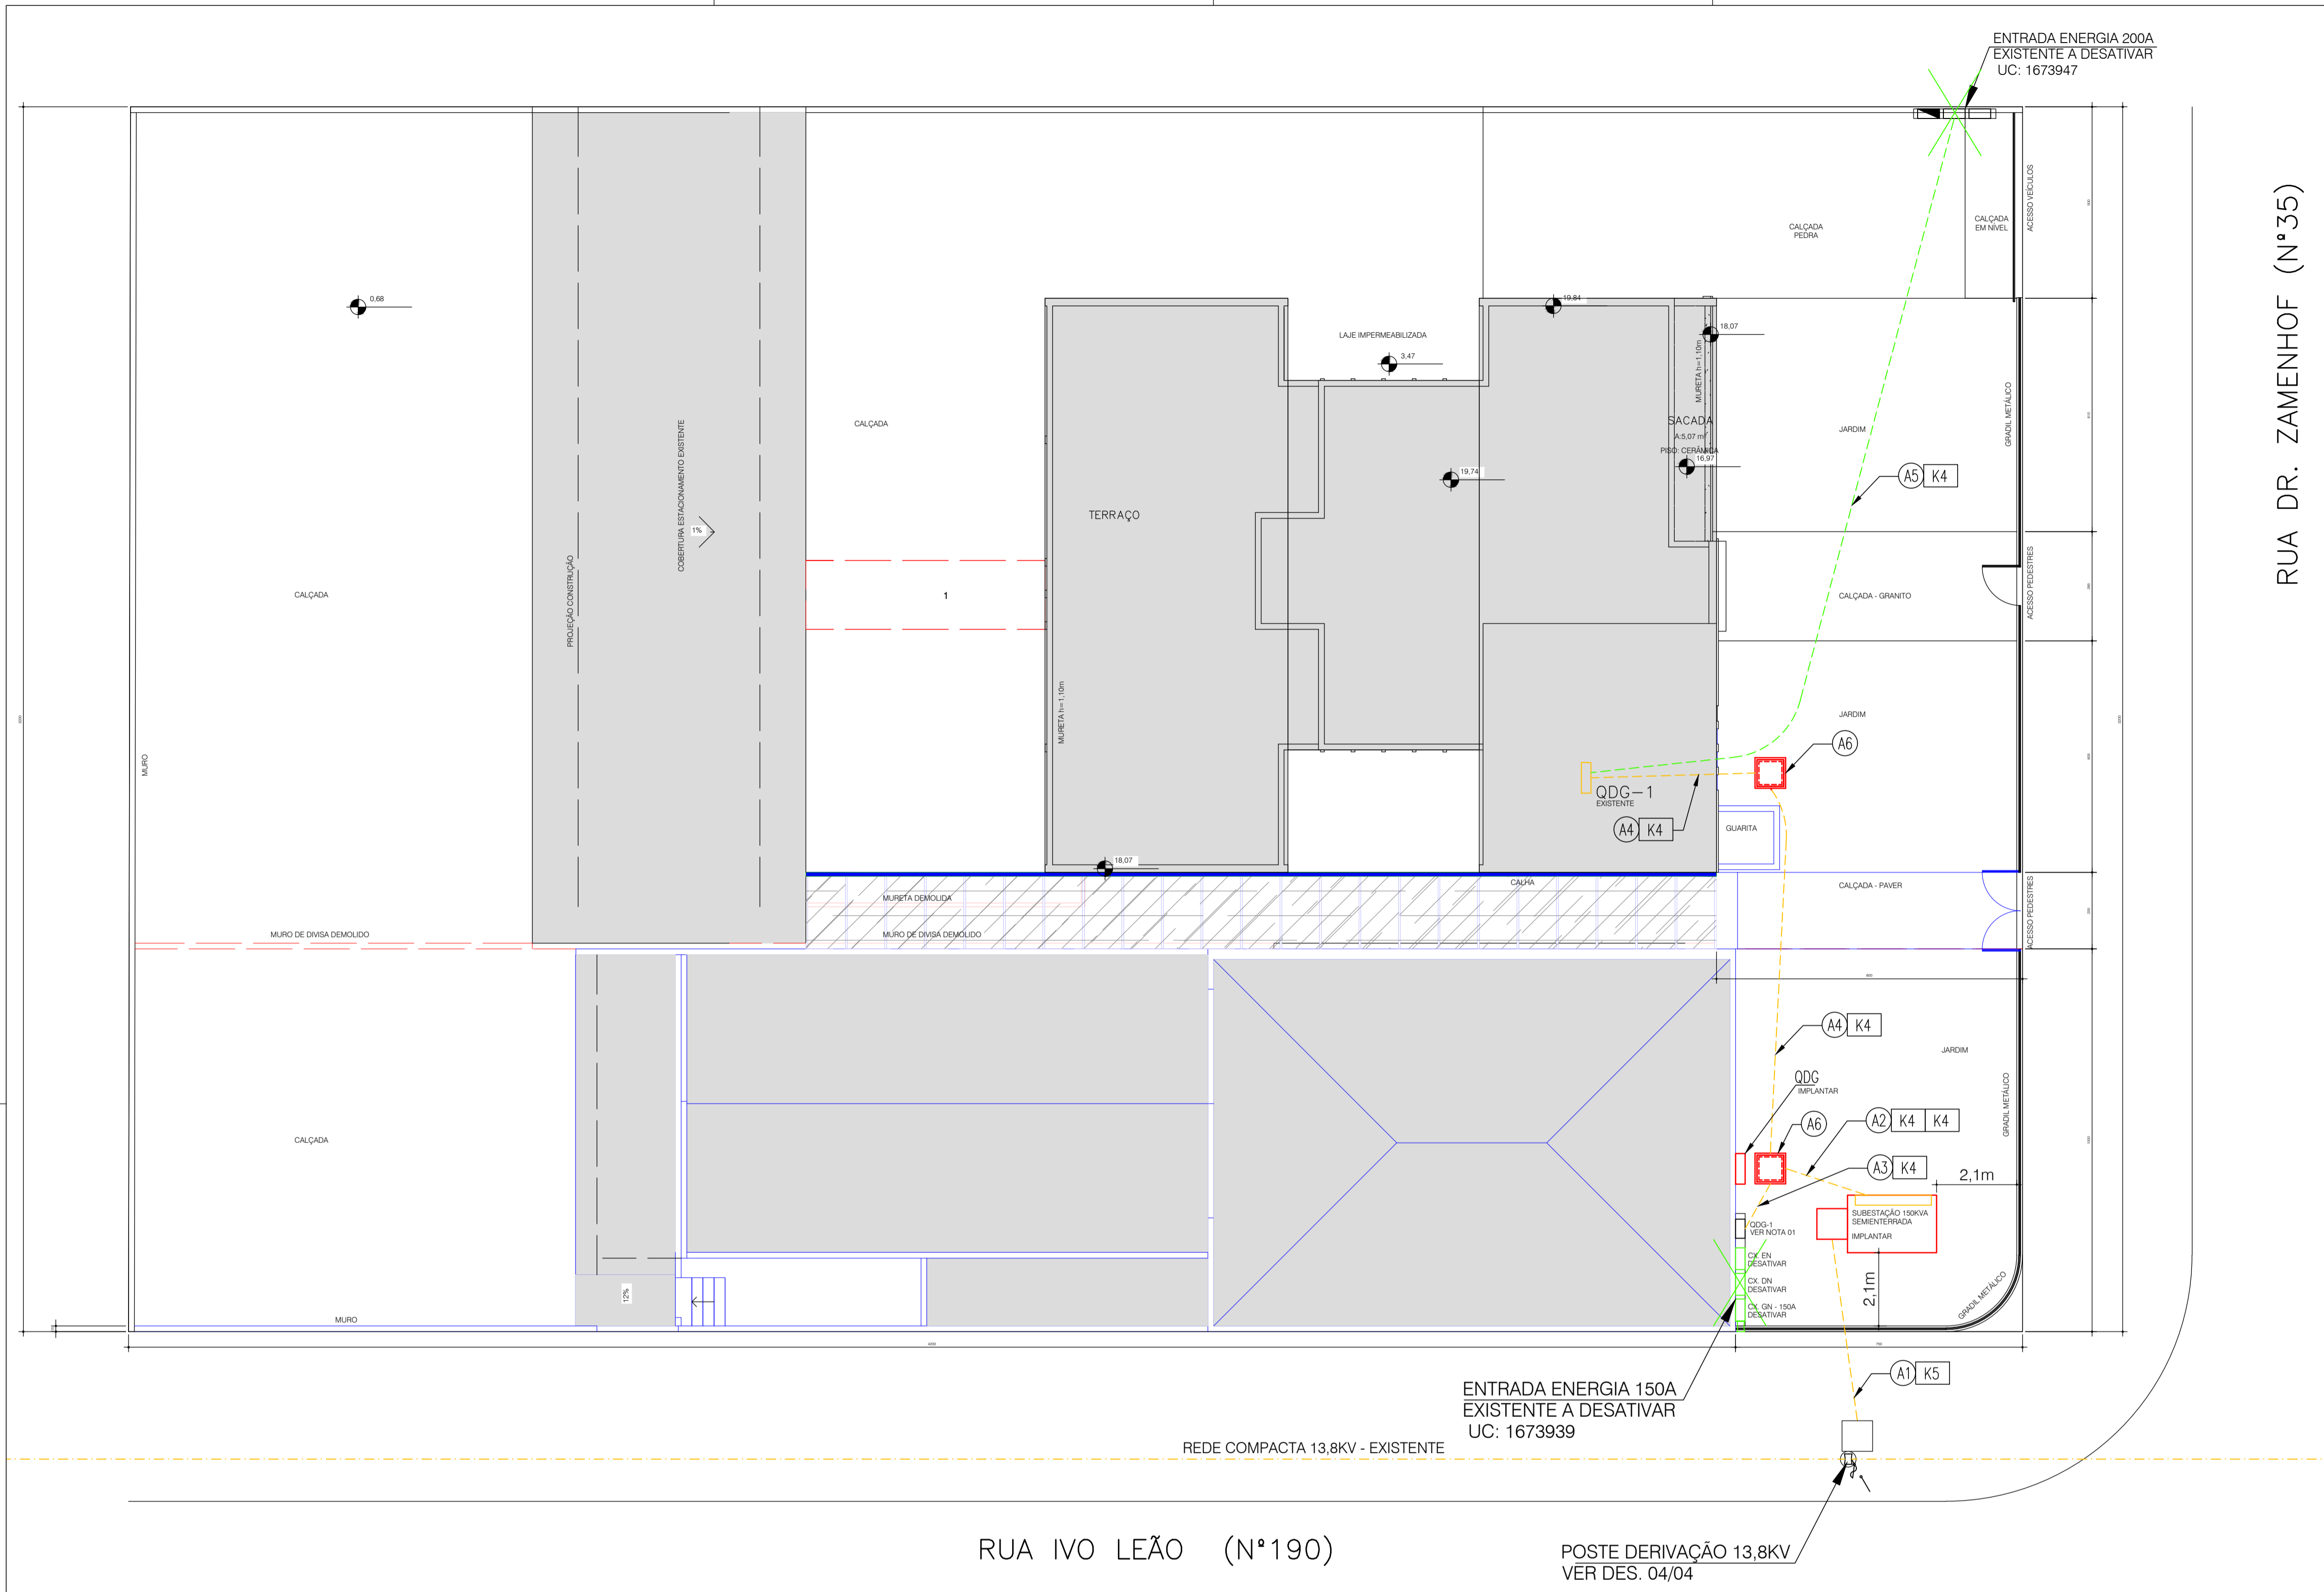 ENTRADA ENERGIA 200A
EXISTENTE A DESATIVAR
UC: 1673947
RUA DR. ZAMENHOF (Nº35)
ACESSO VEÍCULOS
CALÇADA
EM NÍVEL
CALÇADA
PEDRA
0,68
19,84
18,07
LAJE IMPERMEABILIZADA
3,47
MURETA h=1,10m
SACADA
A:5,07 m²
PISO: CERÂMICA
16,97
19,74
CALÇADA
COBERTURA ESTACIONAMENTO EXISTENTE
1%
PROJEÇÃO CONSTRUÇÃO
TERRAÇO
JARDIM
GRADIL METÁLICO
A5 K4
CALÇADA
1
CALÇADA - GRANITO
ACESSO PEDESTRES
MURETA h=1,10m
MURO
JARDIM
A6
QDG-1
EXISTENTE
A4 K4
GUARITA
18,07
CALHA
CALÇADA - PAVER
ACESSO PEDESTRES
MURETA DEMOLIDA
MURO DE DIVISA DEMOLIDO
MURO DE DIVISA DEMOLIDO
800
A4 K4
JARDIM
QDG
IMPLANTAR
GRADIL METÁLICO
A6
A2 K4 K4
A3 K4
2,1m
CALÇADA
SUBESTAÇÃO 150KVA
SEMIENTERRADA
IMPLANTAR
QDG-1
VER NOTA 01
CX. EN
DESATIVAR
CX. DN
DESATIVAR
CX. GN - 150A
DESATIVAR
2,1m
GRADIL METÁLICO
12%
MURO
750
A1 K5
ENTRADA ENERGIA 150A
EXISTENTE A DESATIVAR
UC: 1673939
REDE COMPACTA 13,8KV - EXISTENTE
RUA IVO LEÃO (Nº190)
POSTE DERIVAÇÃO 13,8KV
VER DES. 04/04